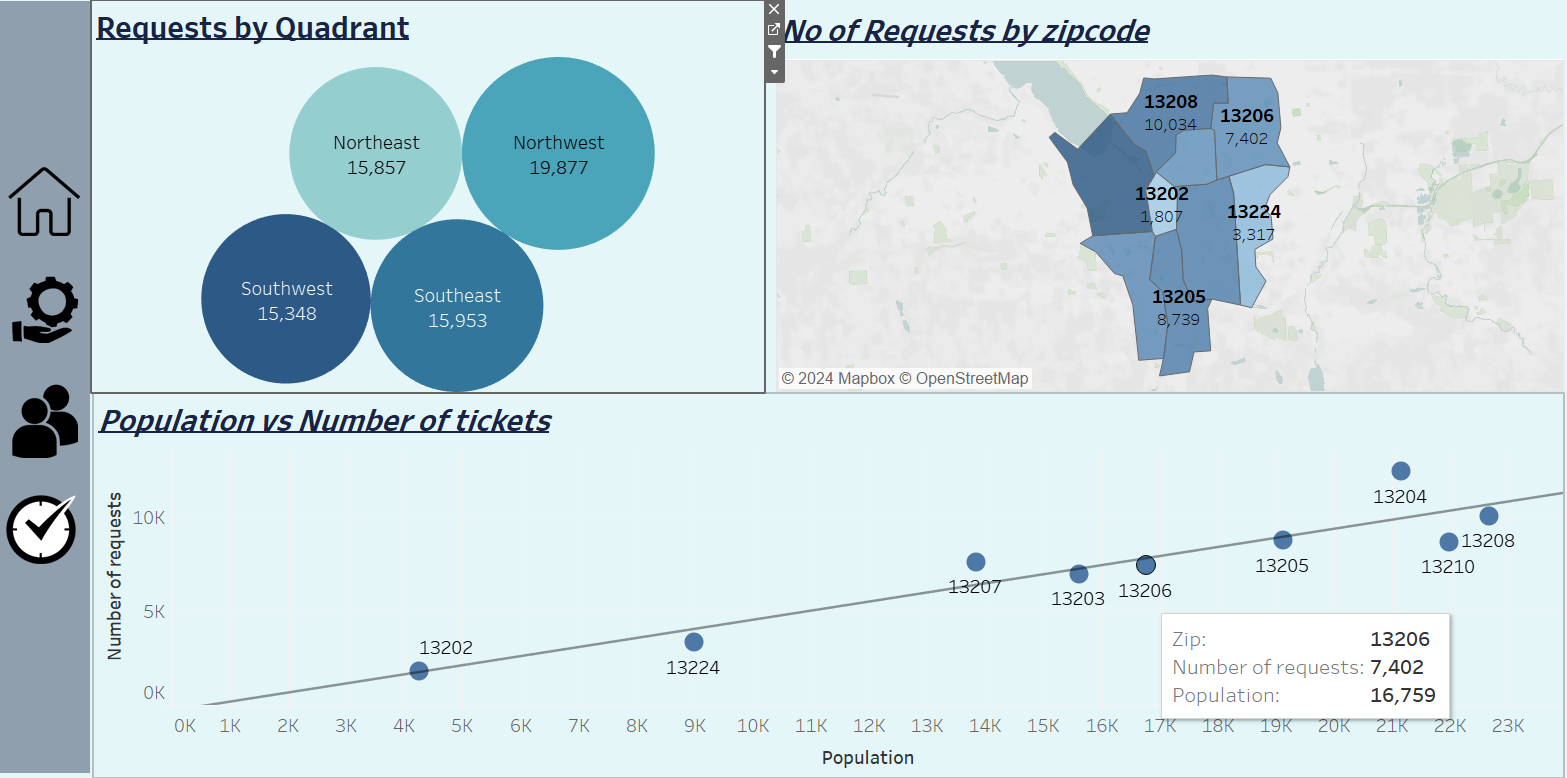 Requests by Quadrant
Northeast
15,857
Northwest
19,877
Southwest
15,348
Southeast
15,953
No of Requests by zipcode
13208
10,034
13206
7,402
13202
1,807
13224
3,317
13205
8,739
© 2024 Mapbox © OpenStreetMap
Population vs Number of tickets
Number of requests
10K
5K
0K
13204
13208
13210
13205
13207
13203
13206
13202
13224
Zip: 13206
Number of requests: 7,402
Population: 16,759
0K 1K 2K 3K 4K 5K 6K 7K 8K 9K 10K 11K 12K 13K 14K 15K 16K 17K 18K 19K 20K 21K 22K 23K
Population